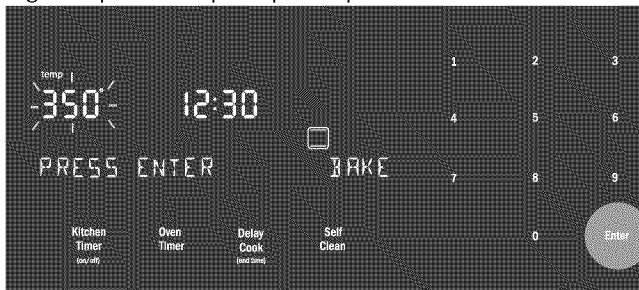 temp
350° 12:30
PRESS ENTER BAKE
Kitchen Timer (on/off)
Oven Timer
Delay Cook (end time)
Self Clean
1 2 3
4 5 6
7 8 9
0 Enter